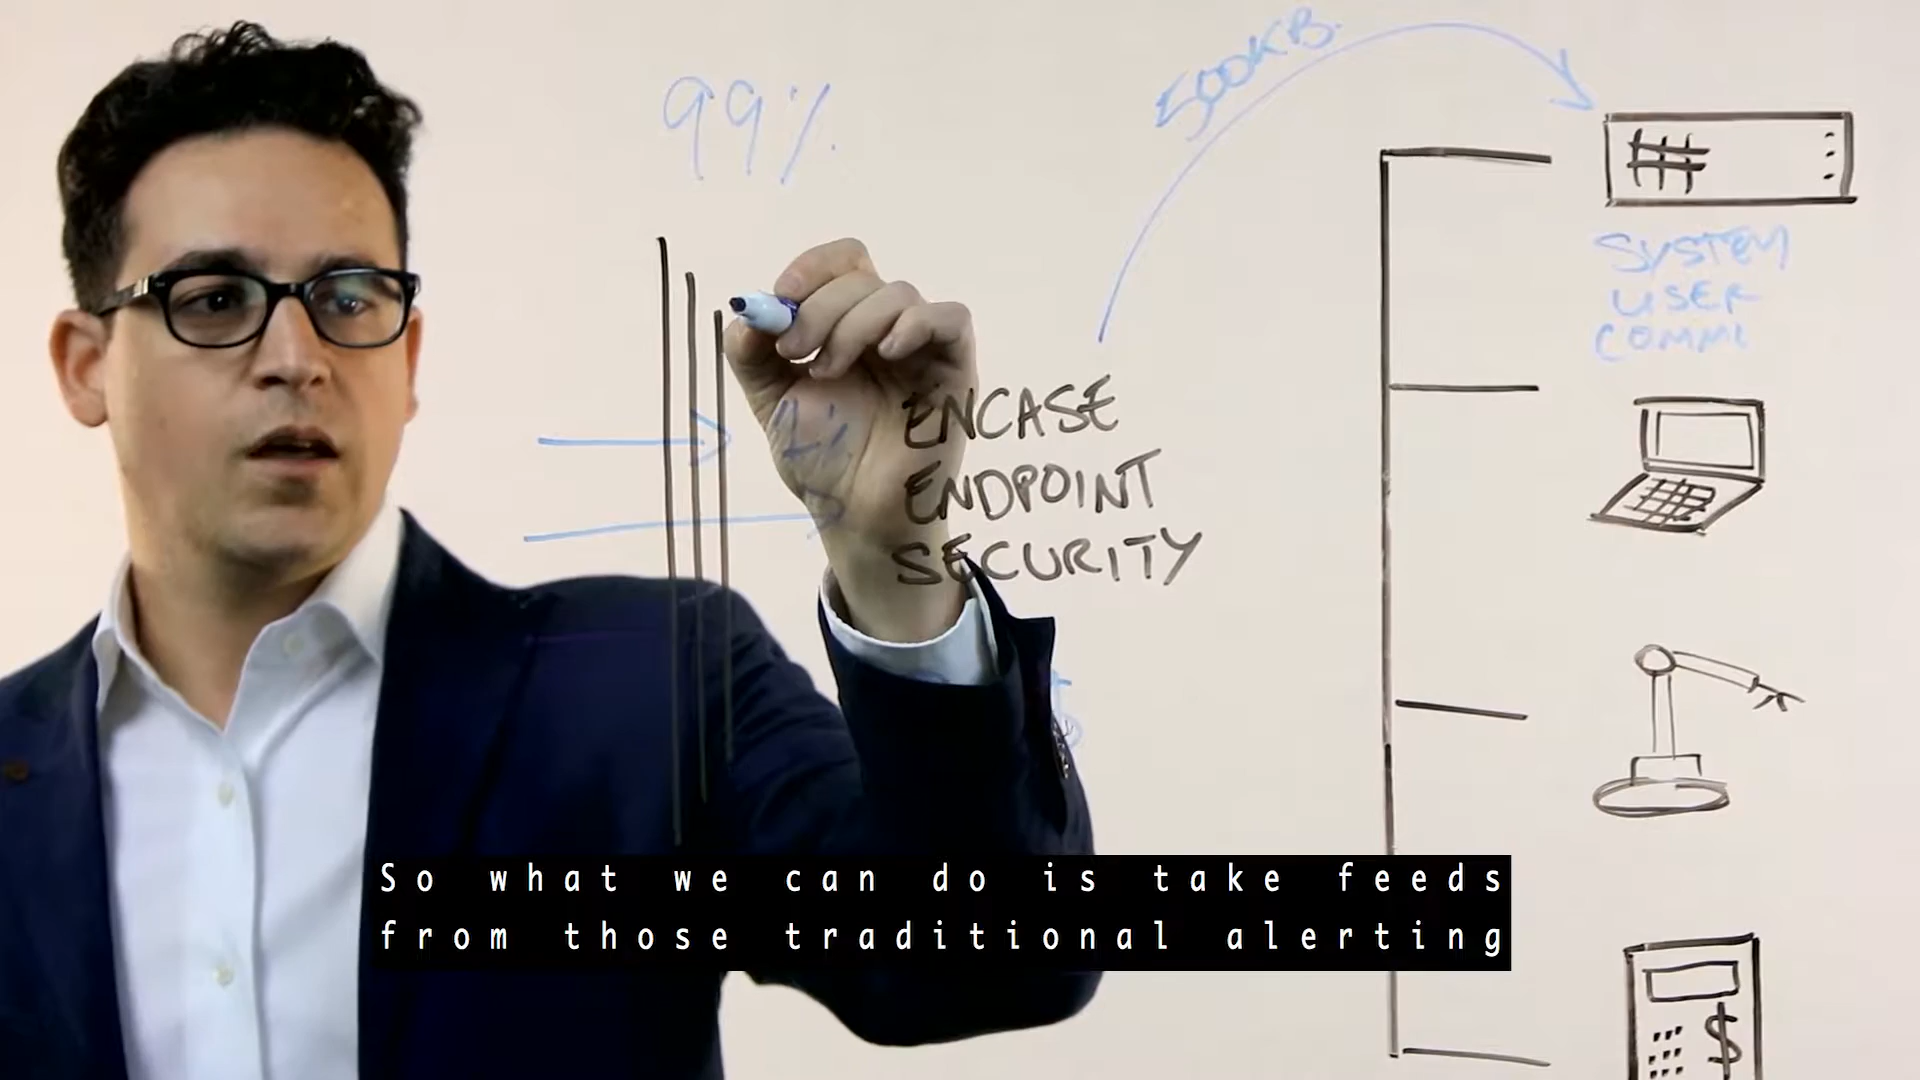 99%
500KB.
SYSTEM
USER
COMM
1%
ENCASE
ENDPOINT
SECURITY
$
So what we can do is take feeds
from those traditional alerting